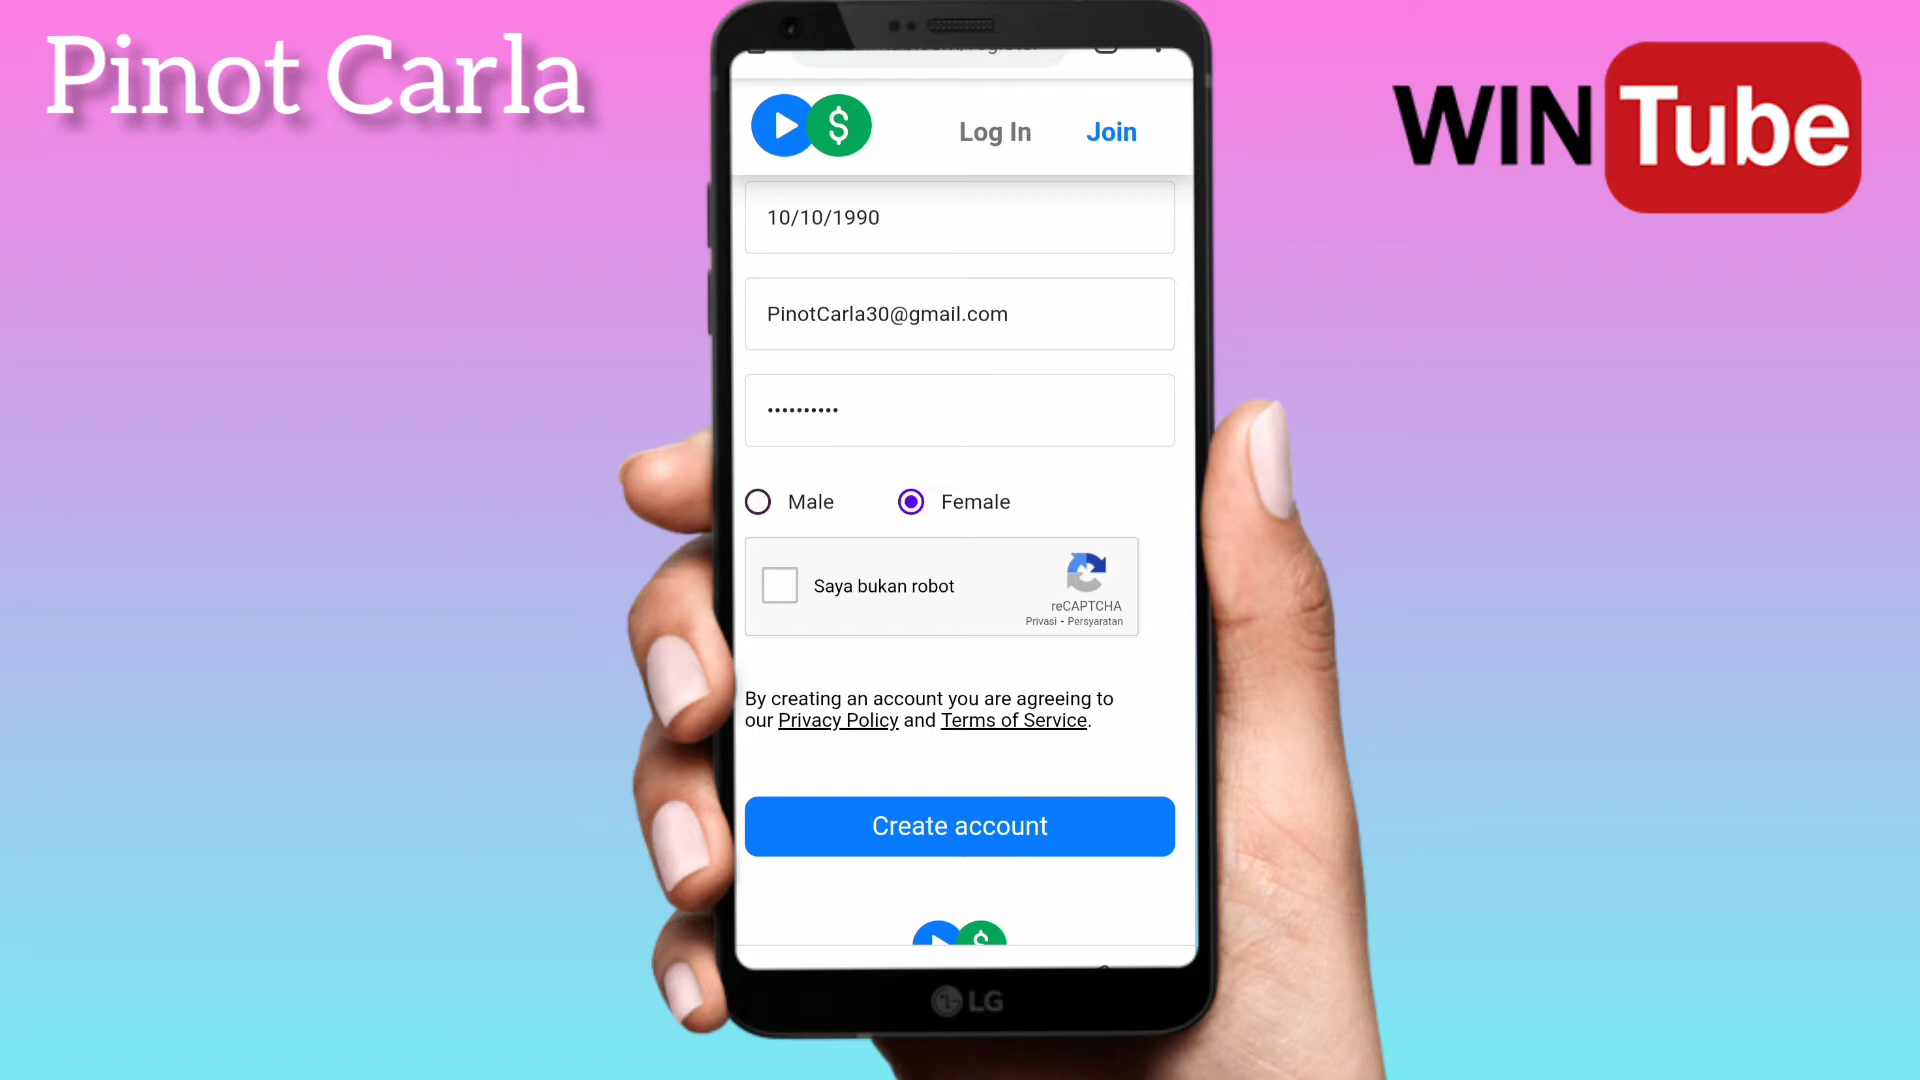 Pinot Carla
WIN Tube
Log In Join
10/10/1990
PinotCarla30@gmail.com
••••••••••
Male Female
Saya bukan robot
reCAPTCHA
Privasi - Persyaratan
By creating an account you are agreeing to
our Privacy Policy and Terms of Service.
Create account
LG